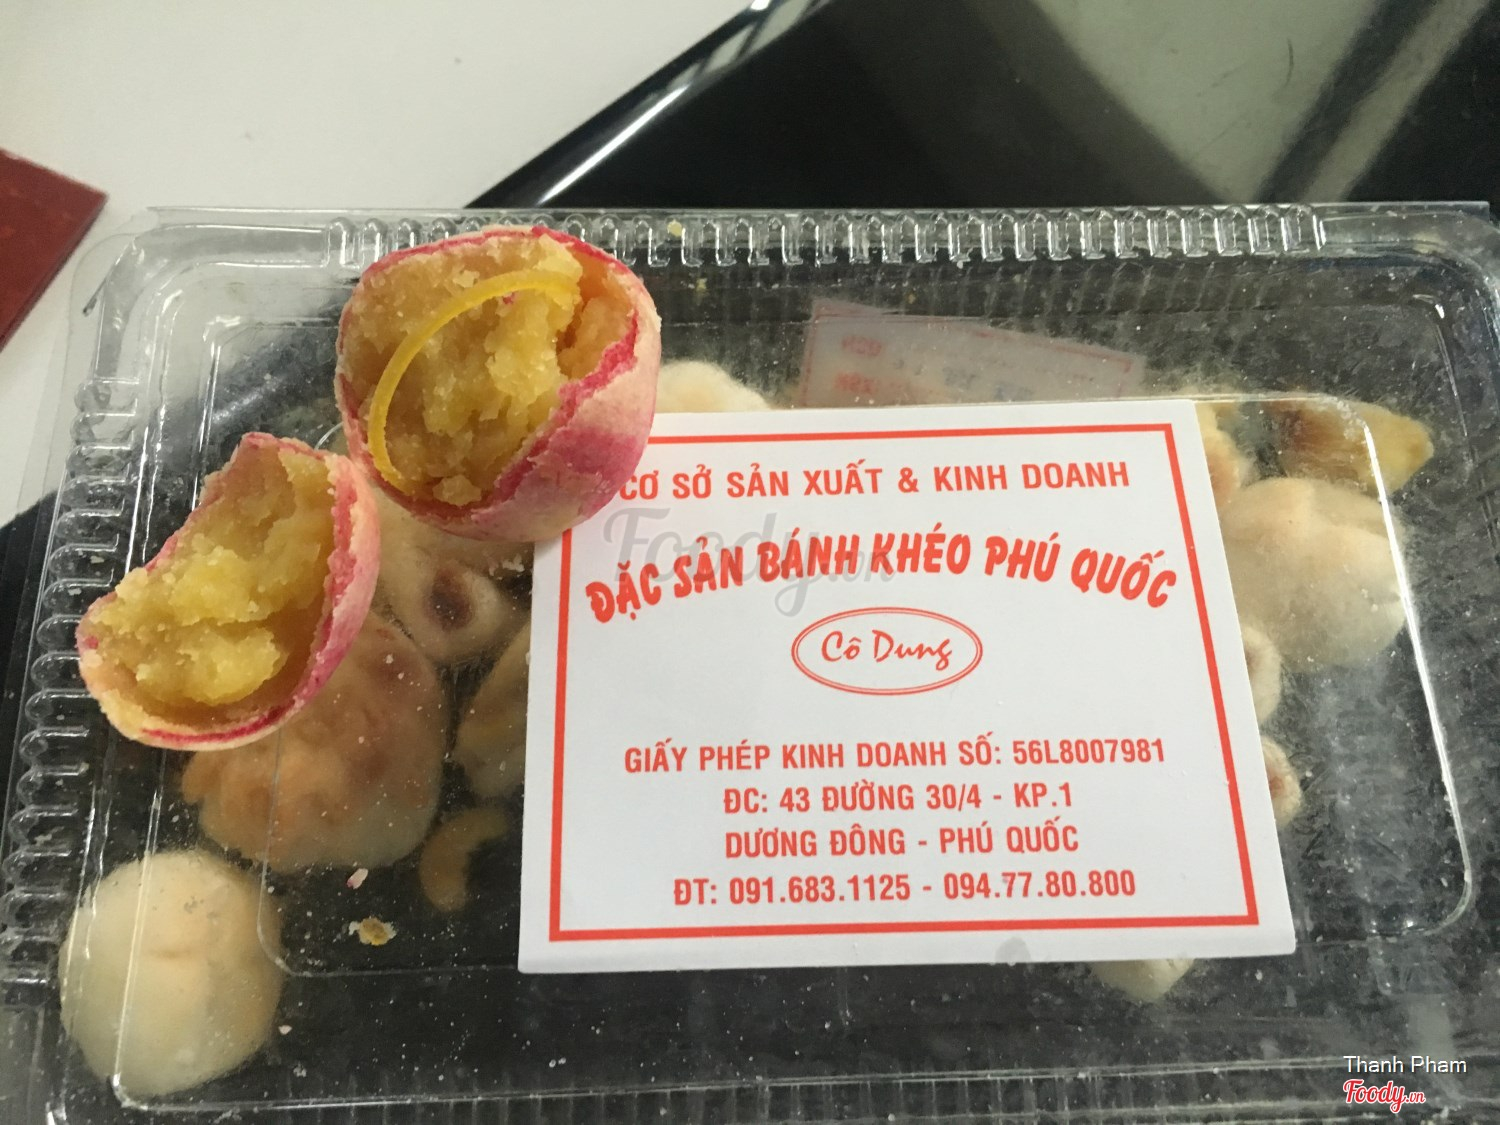 CƠ SỞ SẢN XUẤT & KINH DOANH
ĐẶC SẢN BÁNH KHÉO PHÚ QUỐC
Cô Dung
GIẤY PHÉP KINH DOANH SỐ: 56L8007981
ĐC: 43 ĐƯỜNG 30/4 - KP.1
DƯƠNG ĐÔNG - PHÚ QUỐC
ĐT: 091.683.1125 - 094.77.80.800
Foody.vn
Thanh Pham
Foody.vn